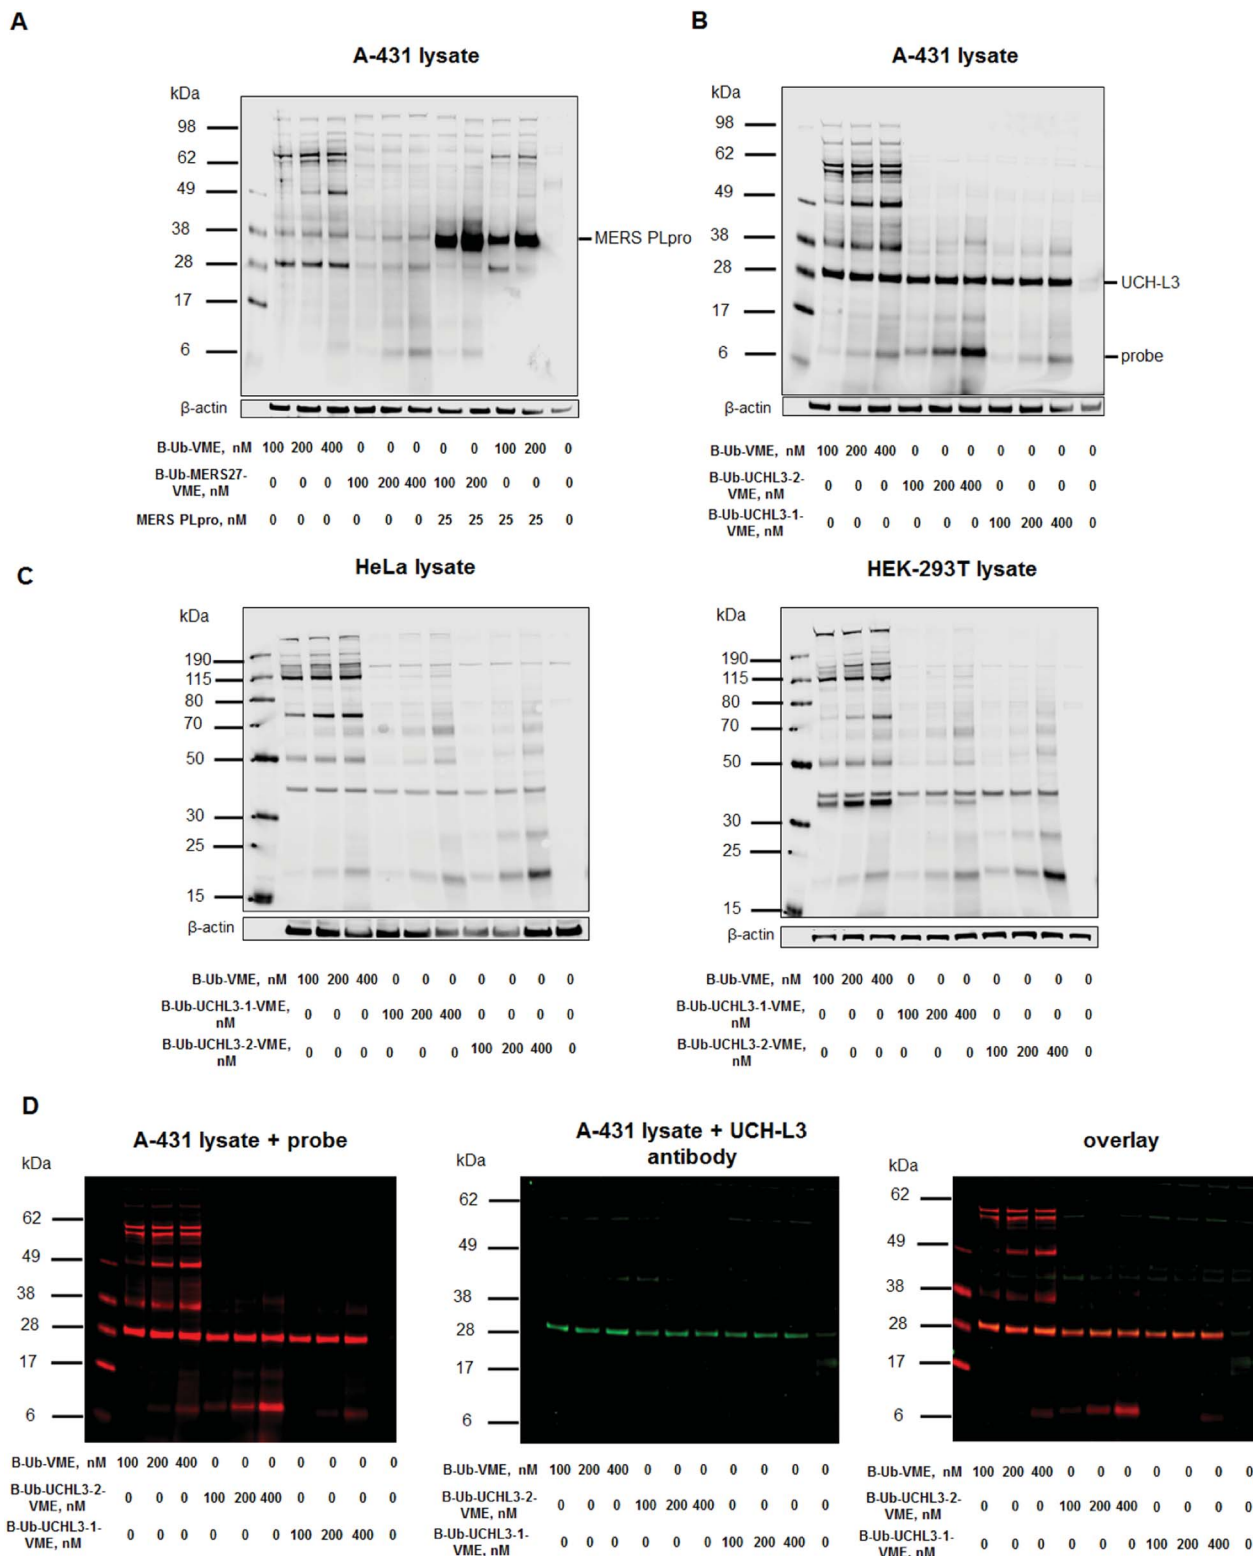 A
A-431 lysate
kDa
98
62
49
38
28
17
6
MERS PLpro
β-actin
B-Ub-VME, nM 100 200 400 0 0 0 0 0 100 200 0
B-Ub-MERS27-
VME, nM 0 0 0 100 200 400 100 200 0 0 0
MERS PLpro, nM 0 0 0 0 0 0 25 25 25 25 0
B
A-431 lysate
kDa
98
62
49
38
28
17
6
UCH-L3
probe
β-actin
B-Ub-VME, nM 100 200 400 0 0 0 0 0 0 0
B-Ub-UCHL3-2-
VME, nM 0 0 0 100 200 400 0 0 0 0
B-Ub-UCHL3-1-
VME, nM 0 0 0 0 0 0 100 200 400 0
C
HeLa lysate
kDa
190
115
80
70
50
30
25
15
β-actin
B-Ub-VME, nM 100 200 400 0 0 0 0 0 0 0
B-Ub-UCHL3-1-VME,
nM 0 0 0 100 200 400 0 0 0 0
B-Ub-UCHL3-2-VME,
nM 0 0 0 0 0 0 100 200 400 0
HEK-293T lysate
kDa
190
115
80
70
50
30
25
15
β-actin
B-Ub-VME, nM 100 200 400 0 0 0 0 0 0 0
B-Ub-UCHL3-1-VME,
nM 0 0 0 100 200 400 0 0 0 0
B-Ub-UCHL3-2-VME,
nM 0 0 0 0 0 0 100 200 400 0
D
A-431 lysate + probe
kDa
62
49
38
28
17
6
B-Ub-VME, nM 100 200 400 0 0 0 0 0 0 0
B-Ub-UCHL3-2-
VME, nM 0 0 0 100 200 400 0 0 0 0
B-Ub-UCHL3-1-
VME, nM 0 0 0 0 0 0 100 200 400 0
A-431 lysate + UCH-L3
antibody
kDa
62
49
38
28
17
6
B-Ub-VME, nM 100 200 400 0 0 0 0 0 0 0
B-Ub-UCHL3-2-
VME, nM 0 0 0 100 200 400 0 0 0 0
B-Ub-UCHL3-1-
VME, nM 0 0 0 0 0 0 100 200 400 0
overlay
kDa
62
49
38
28
17
6
B-Ub-VME, nM 100 200 400 0 0 0 0 0 0 0
B-Ub-UCHL3-2-
VME, nM 0 0 0 100 200 400 0 0 0 0
B-Ub-UCHL3-1-
VME, nM 0 0 0 0 0 0 100 200 400 0